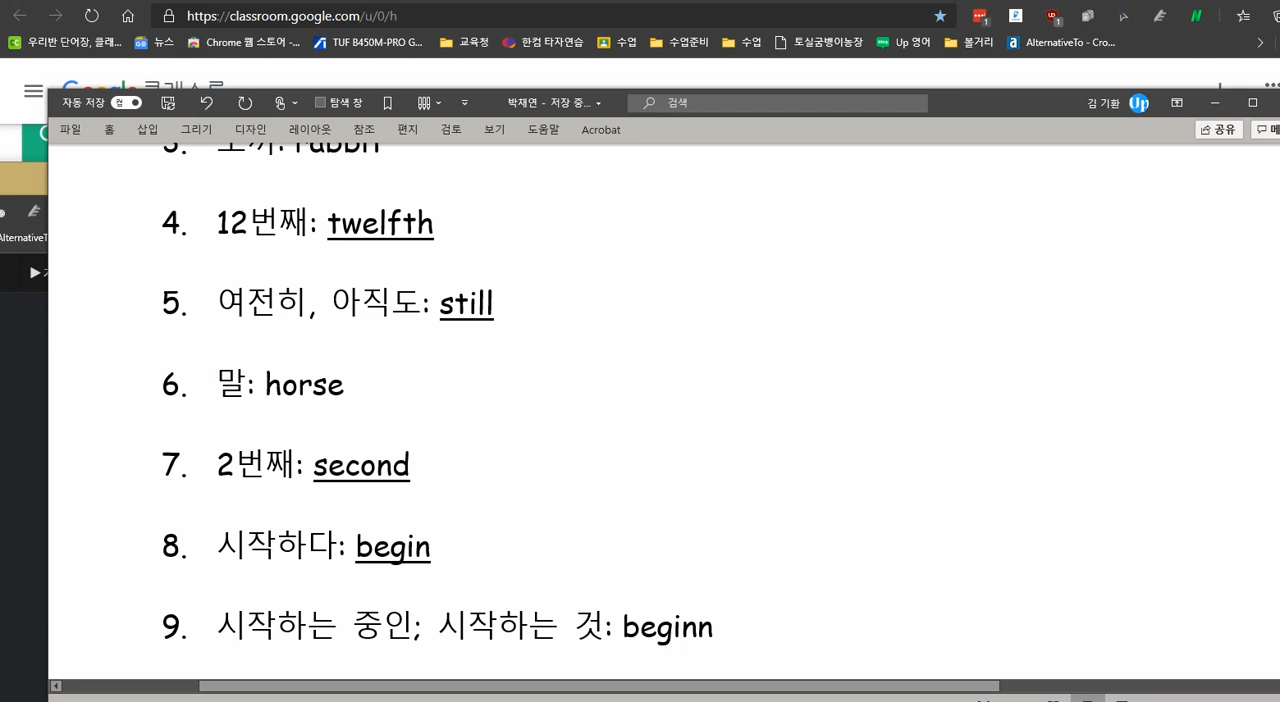 https://classroom.google.com/u/0/h
우리반 단어장, 클래... 뉴스 Chrome 웹 스토어 -... TUF B450M-PRO G... 교육청 한컴 타자연습 수업 수업준비 수업 토실궁뱅이농장 Up 영어 볼거리 AlternativeTo - Cro...
자동 저장 켬 탐색 창 박재연 - 저장 중... 검색 김 기환 Up
파일 홈 삽입 그리기 디자인 레이아웃 참조 편지 검토 보기 도움말 Acrobat 공유
4. 12번째: twelfth
5. 여전히, 아직도: still
6. 말: horse
7. 2번째: second
8. 시작하다: begin
9. 시작하는 중인; 시작하는 것: beginn